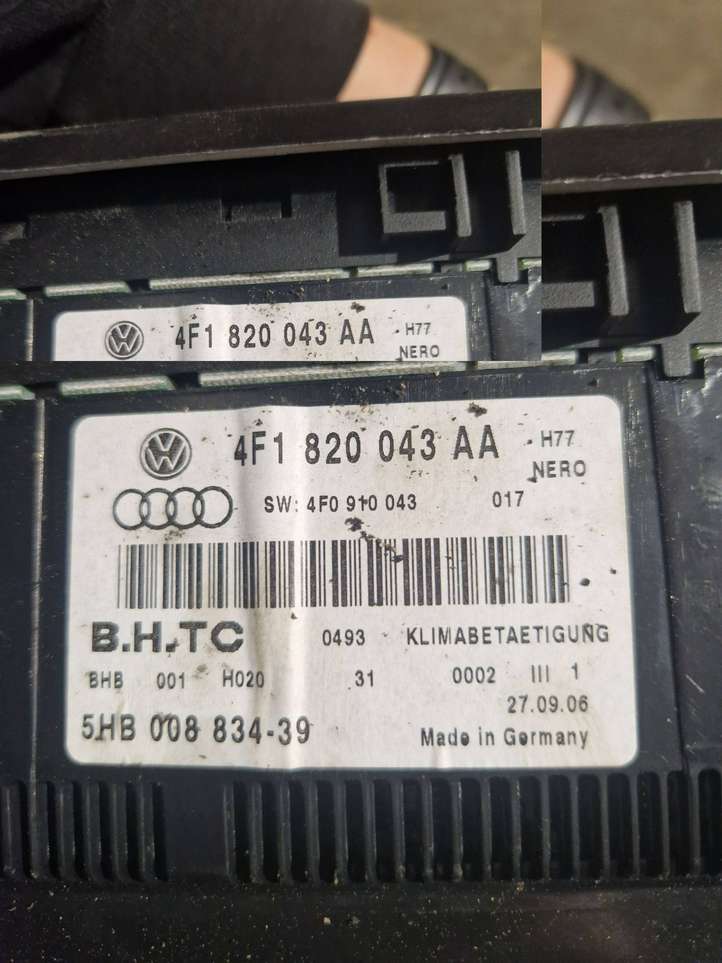 4F1 820 043 AA H77
NERO
4F1 820 043 AA H77
NERO
SW: 4F0 910 043 017
B.H.TC 0493 KLIMABETAETIGUNG
BHB 001 H020 31 0002 III 1
27.09.06
5HB 008 834-39 Made in Germany